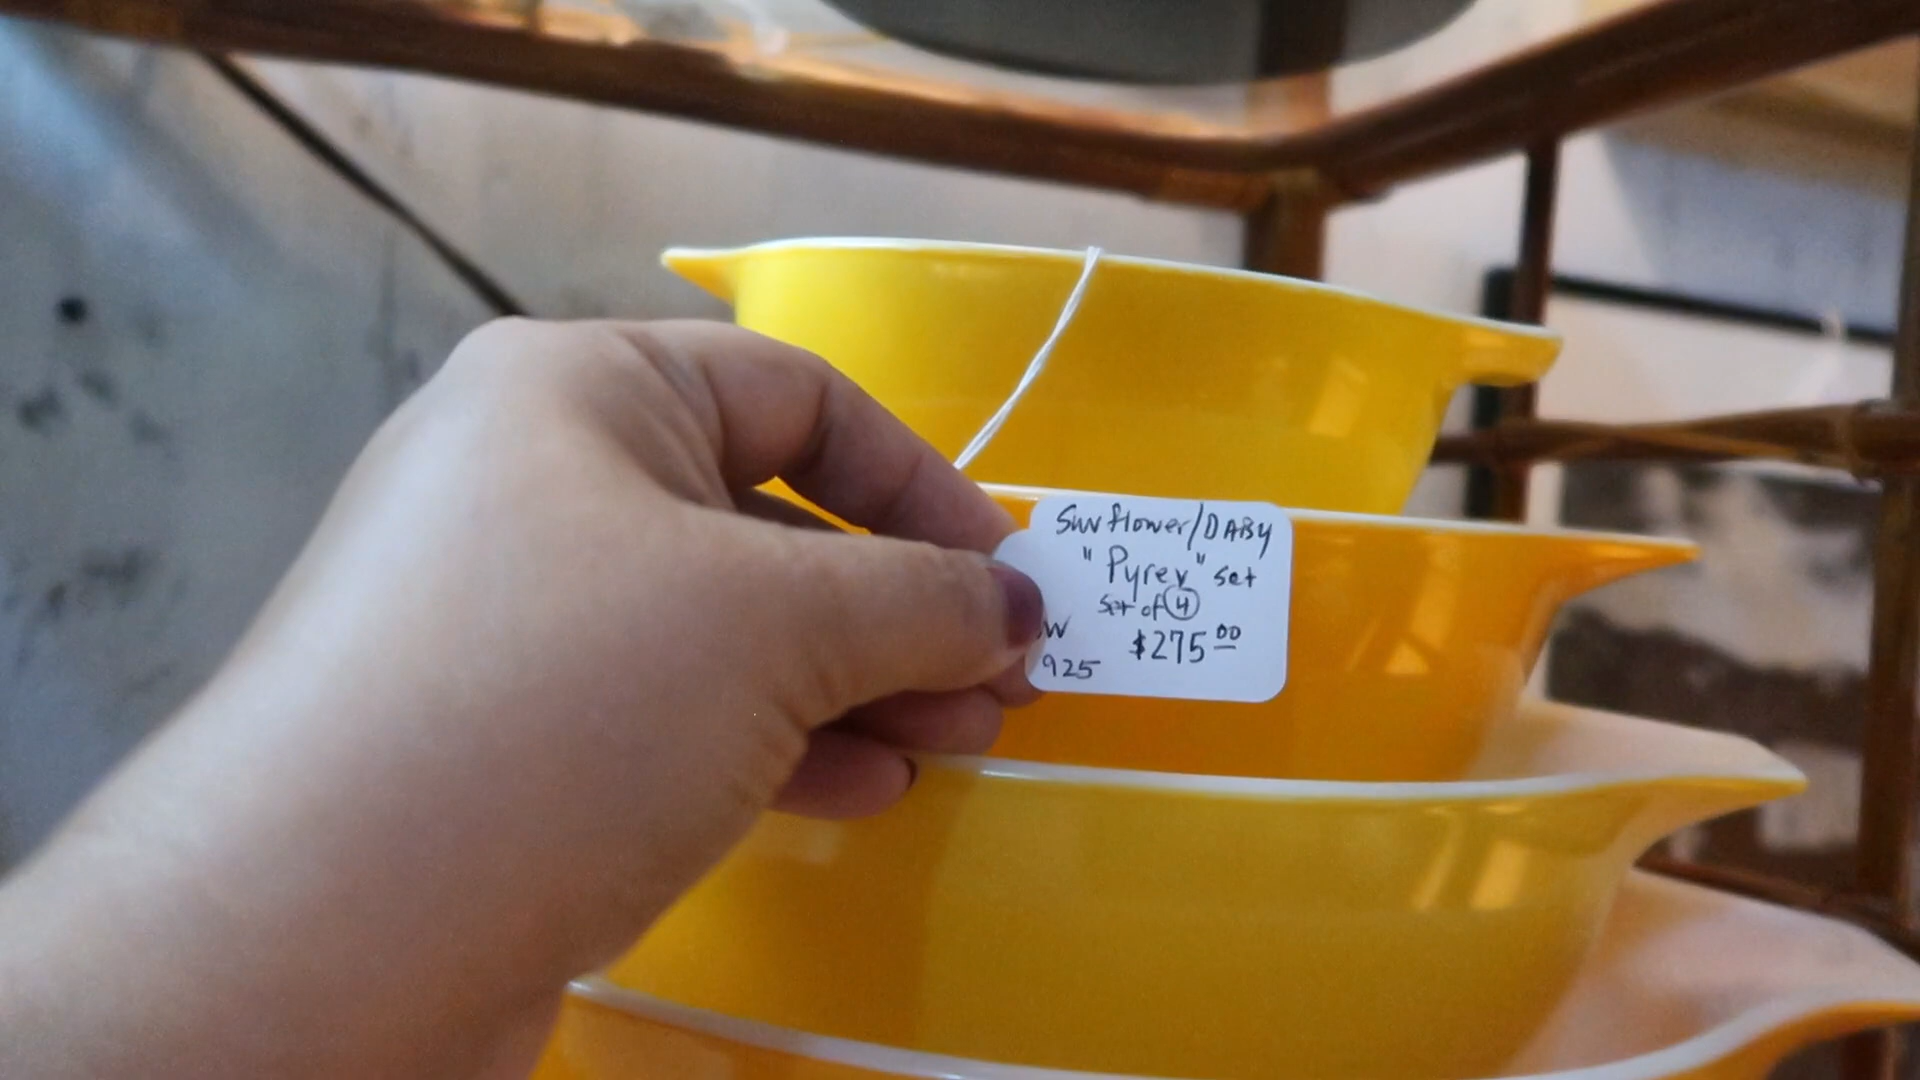 Sunflower/DAISY
"Pyrex" set
set of 4
W
$275.00
925